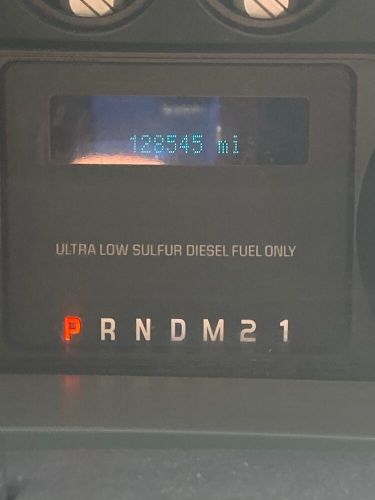 128545 mi
ULTRA LOW SULFUR DIESEL FUEL ONLY
P R N D M 2 1